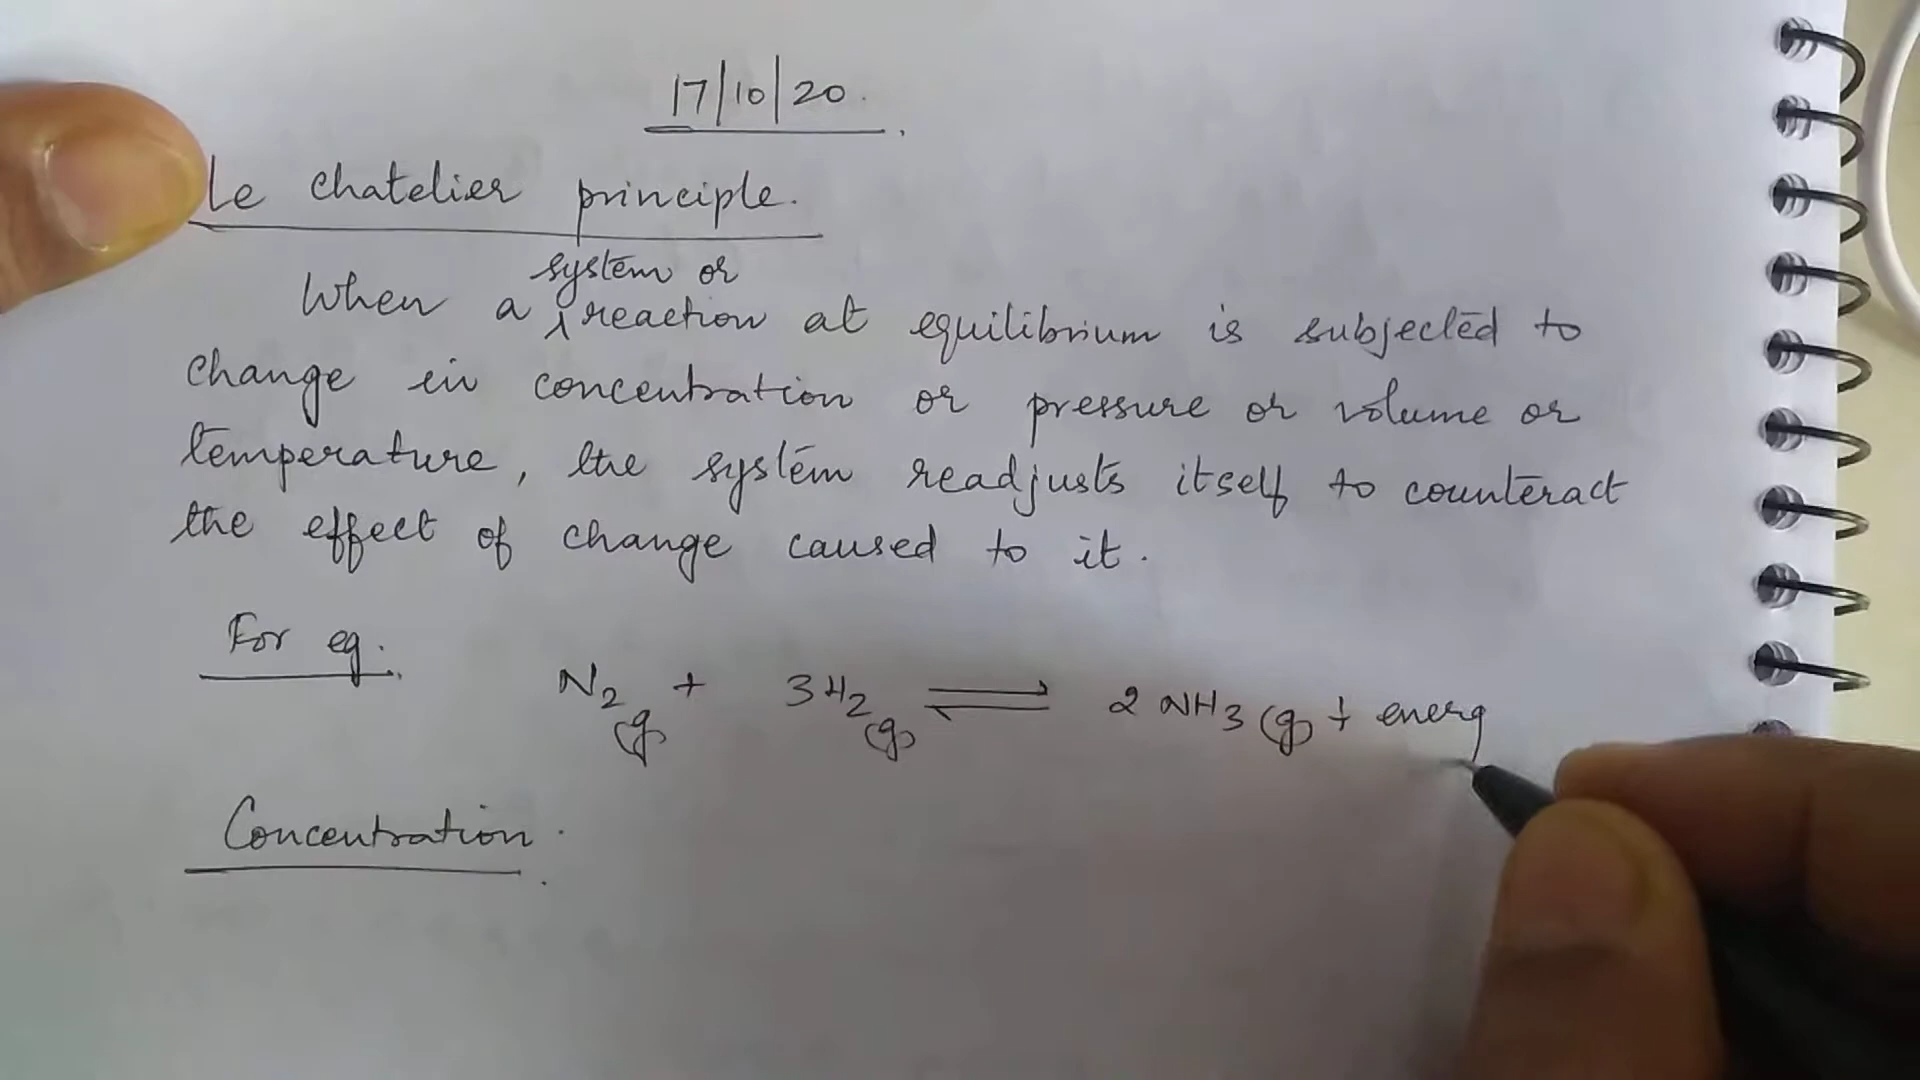 17/10/20.
Le chatelier principle.
system or
When a reaction at equilibrium is subjected to
change in concentration or pressure or volume or
temperature, the system readjusts itself to counteract
the effect of change caused to it.
For eg.
N2(g) + 3H2(g) ⇌ 2NH3(g) + energ
Concentration.